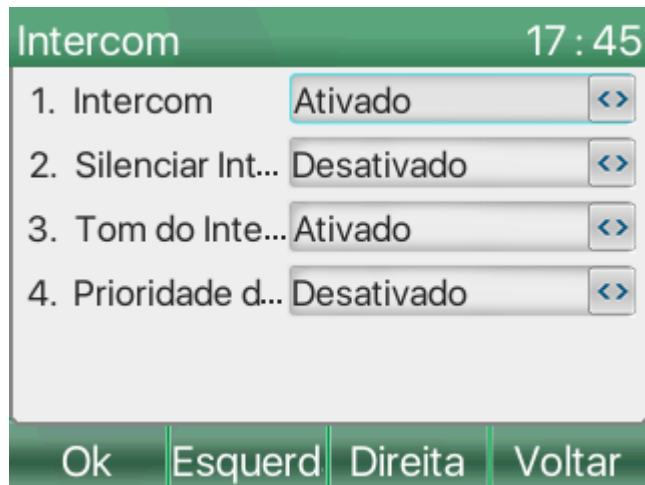 Intercom 17 : 45
1. Intercom Ativado
2. Silenciar Int... Desativado
3. Tom do Inte... Ativado
4. Prioridade d... Desativado
Ok Esquerd Direita Voltar